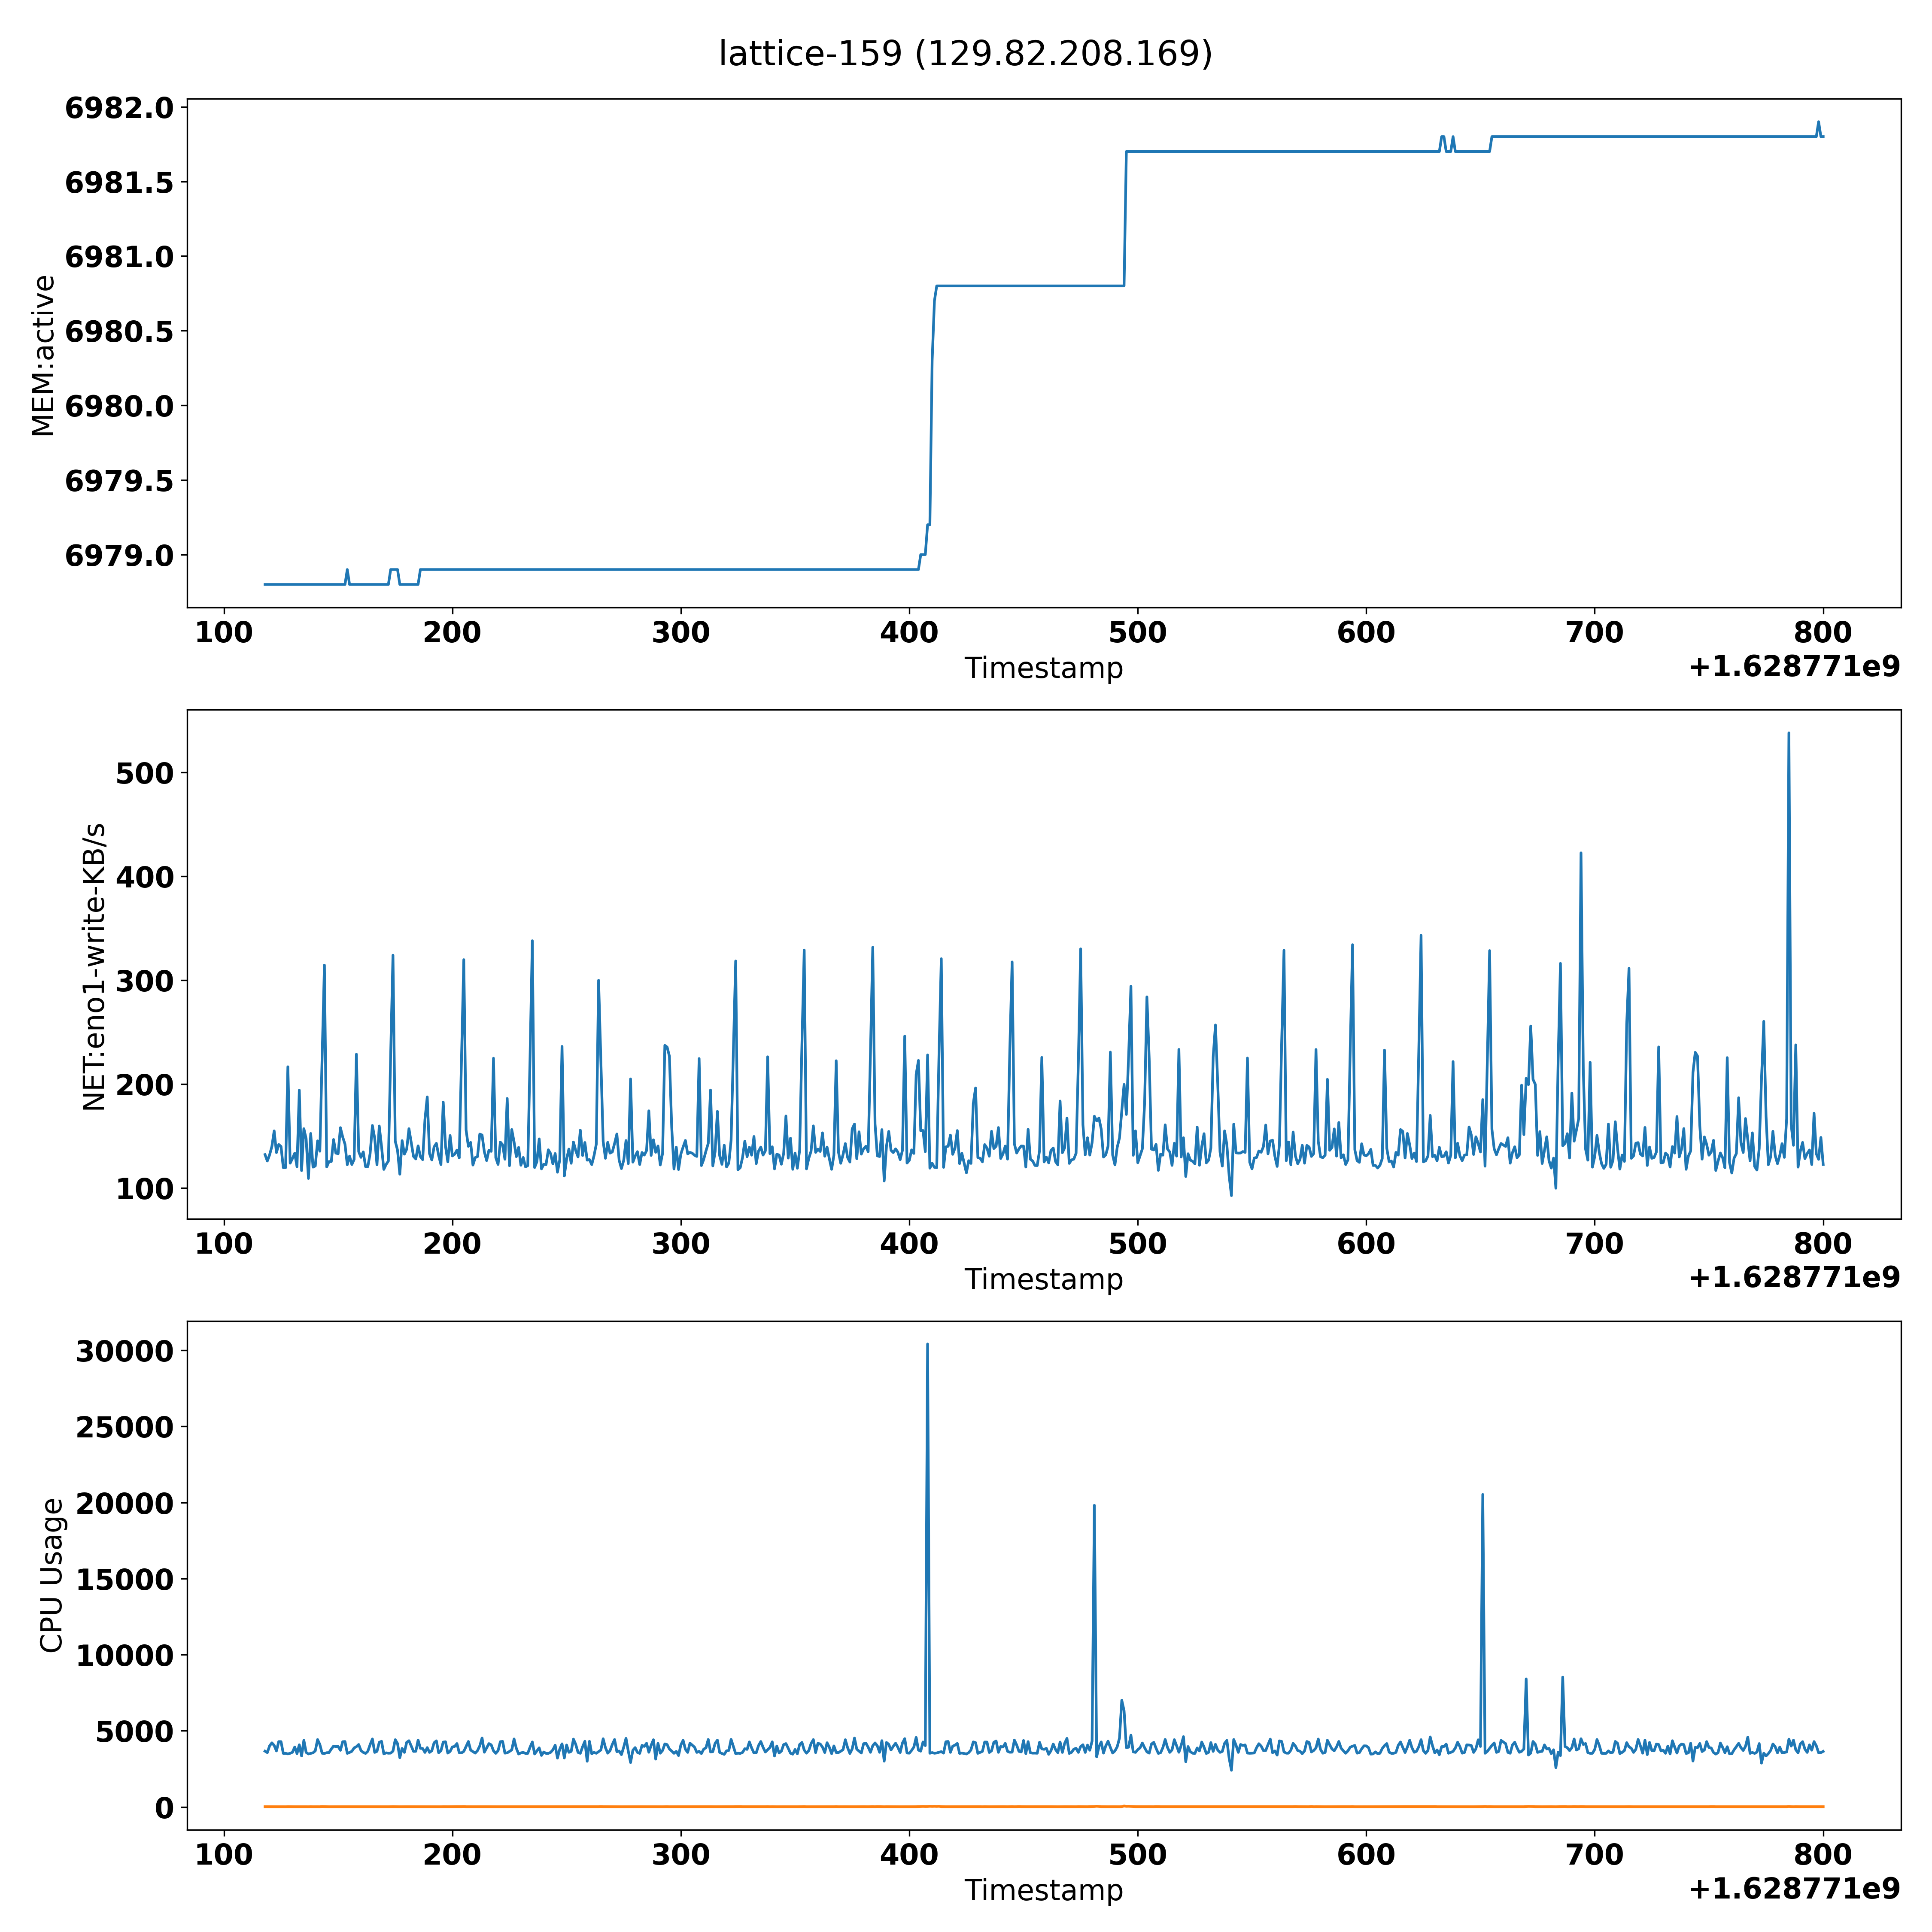 lattice-159 (129.82.208.169)
6982.0
6981.5
6981.0
6980.5
6980.0
6979.5
6979.0
MEM:active
100 200 300 400 500 600 700 800
Timestamp
+1.628771e9
500
400
300
200
100
NET:eno1-write-KB/s
100 200 300 400 500 600 700 800
Timestamp
+1.628771e9
30000
25000
20000
15000
10000
5000
0
CPU Usage
100 200 300 400 500 600 700 800
Timestamp
+1.628771e9